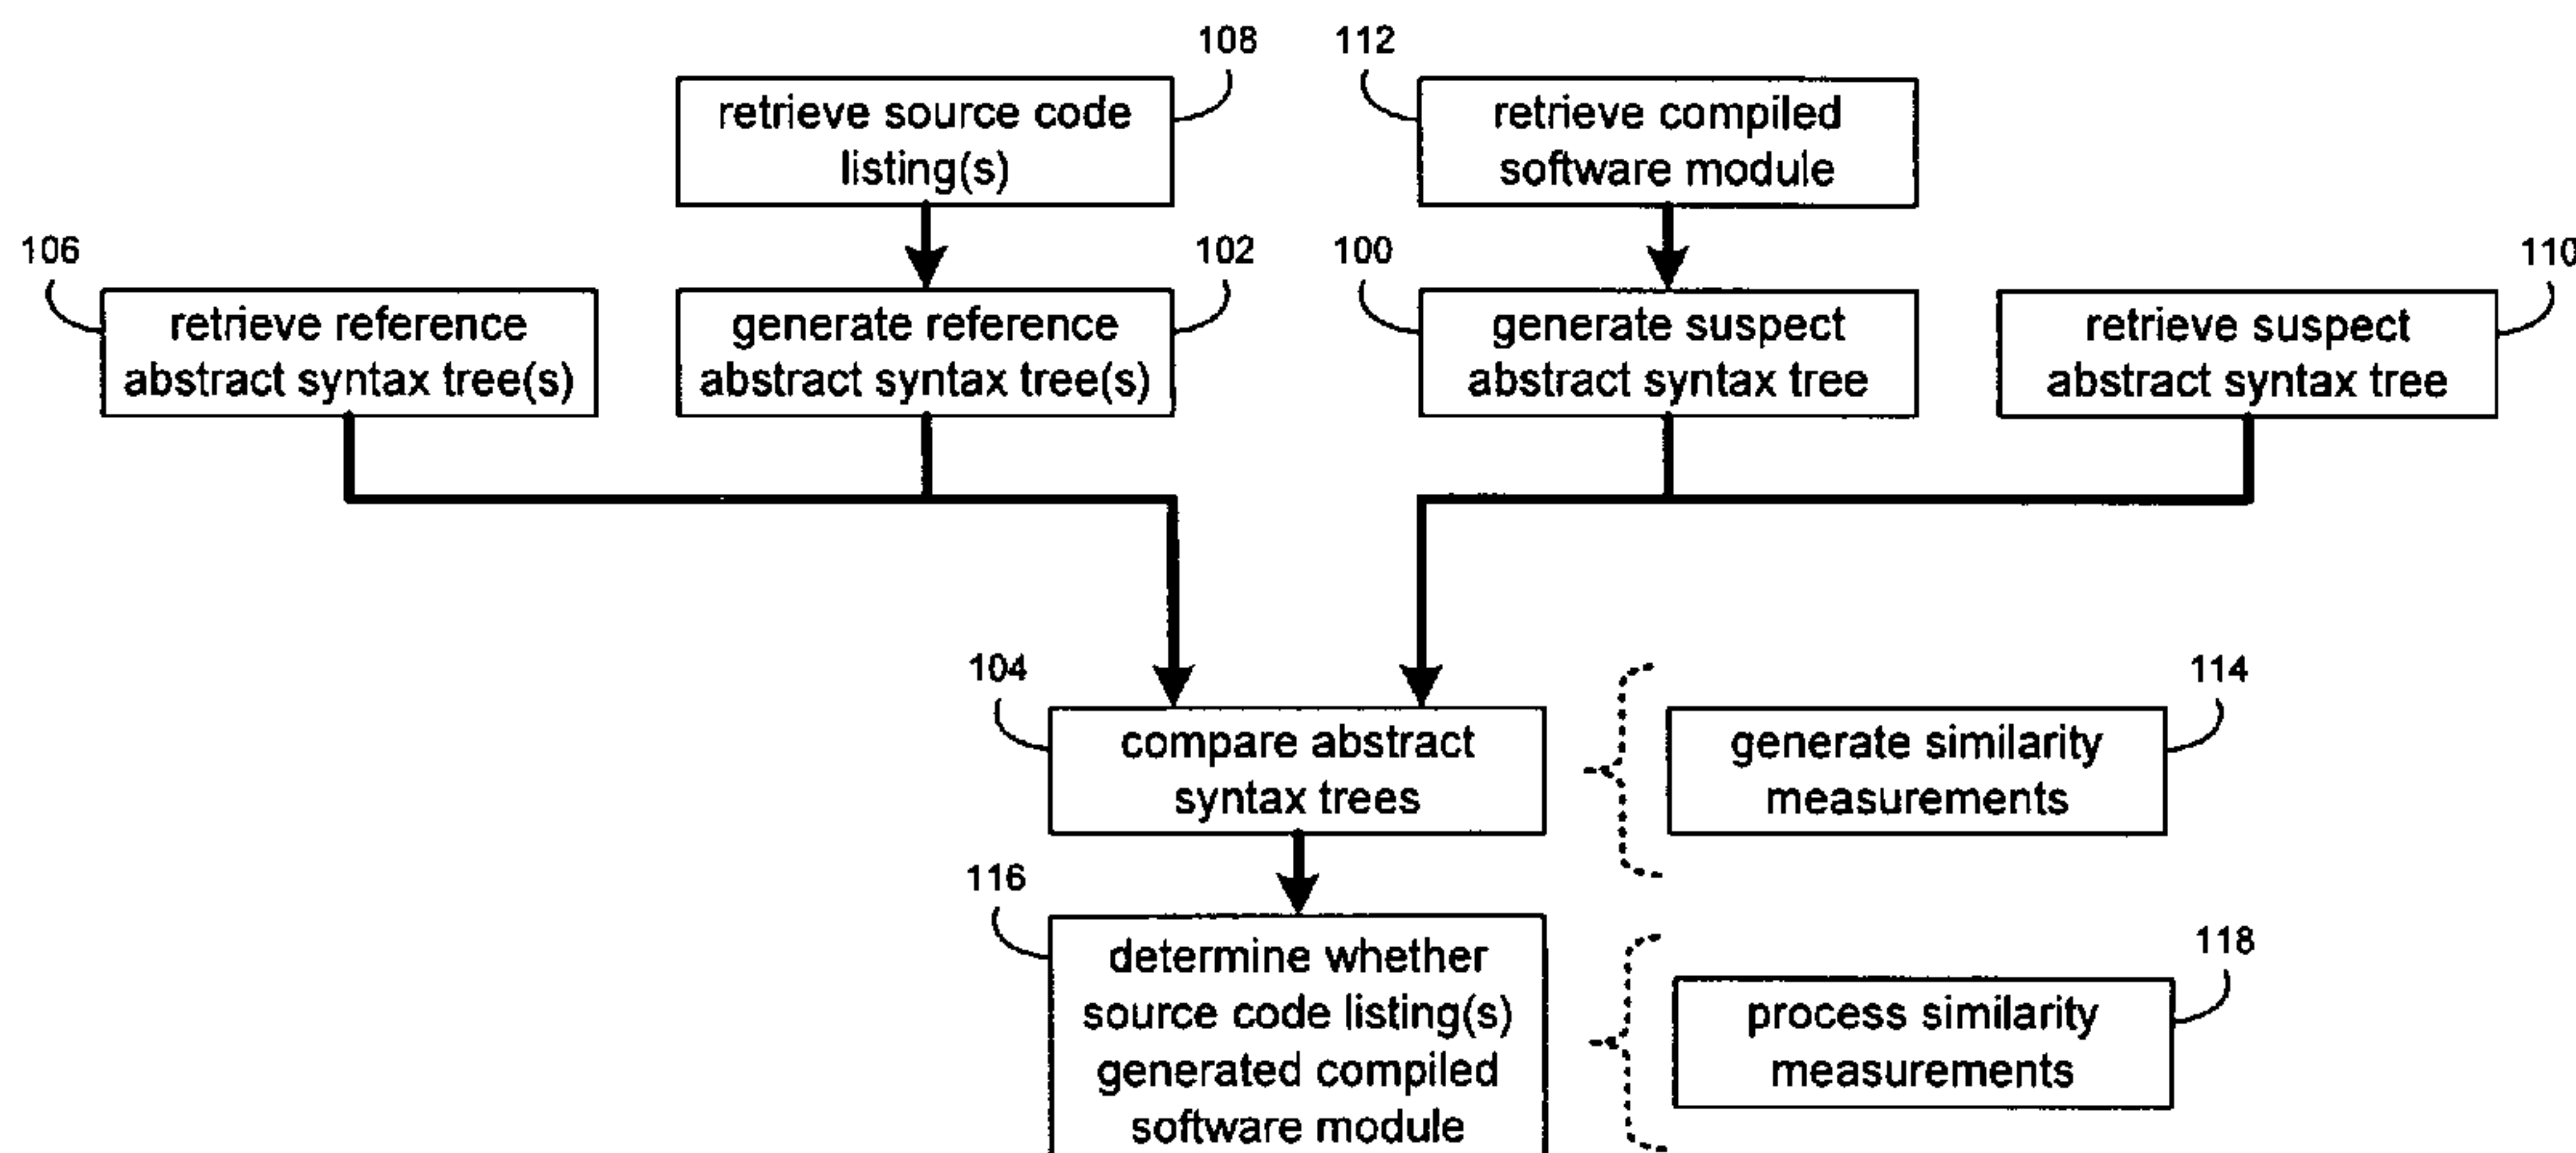 108
112
retrieve source code
listing(s)
retrieve compiled
software module
106
102
100
110
retrieve reference
abstract syntax tree(s)
generate reference
abstract syntax tree(s)
generate suspect
abstract syntax tree
retrieve suspect
abstract syntax tree
104
114
compare abstract
syntax trees
generate similarity
measurements
116
118
determine whether
source code listing(s)
generated compiled
software module
process similarity
measurements